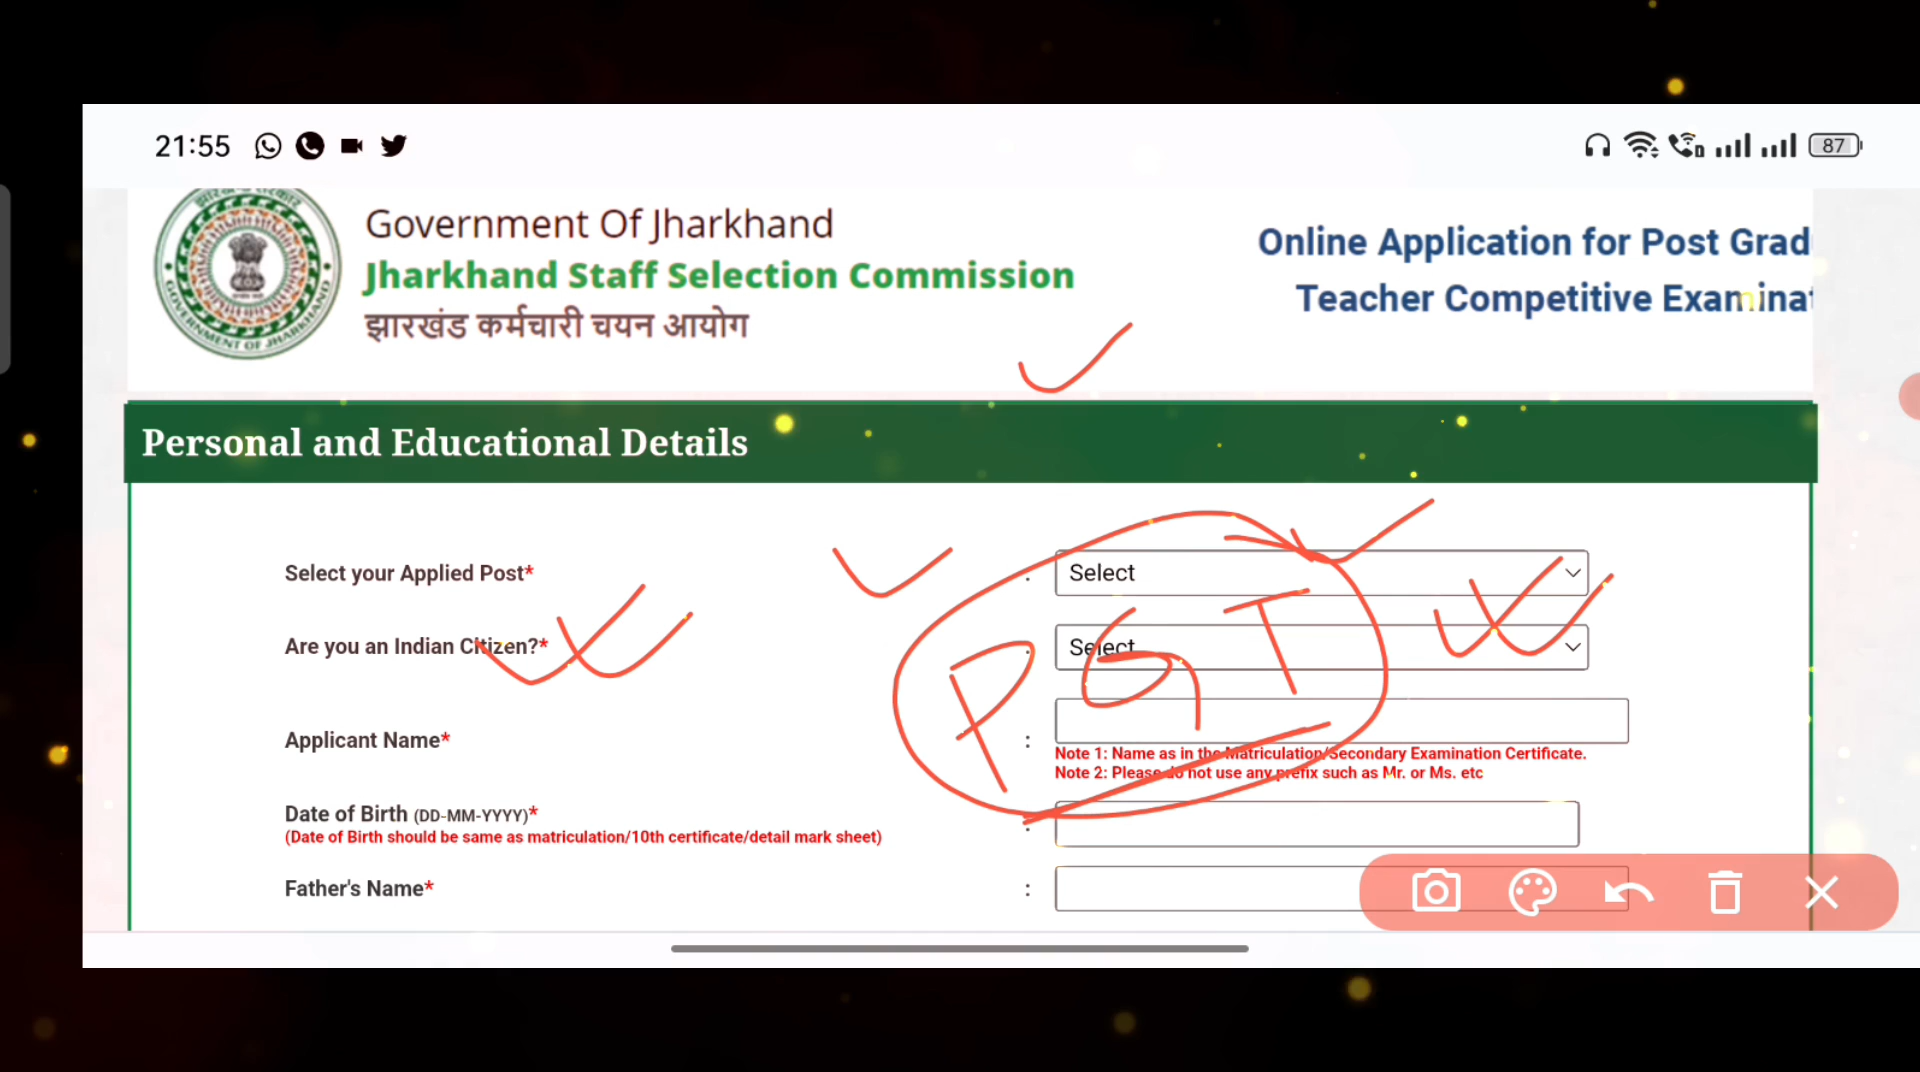 21:55
87
Government Of Jharkhand
Jharkhand Staff Selection Commission
झारखंड कर्मचारी चयन आयोग
GOVERNMENT OF JHARKHAND
Online Application for Post Grad
Teacher Competitive Examinat
Personal and Educational Details
Select your Applied Post* : Select
Are you an Indian Citizen?* : Select
PGT
Applicant Name* :
Note 1: Name as in the Matriculation/Secondary Examination Certificate.
Note 2: Please do not use any prefix such as Mr. or Ms. etc
Date of Birth (DD-MM-YYYY)* :
(Date of Birth should be same as matriculation/10th certificate/detail mark sheet)
Father's Name* :